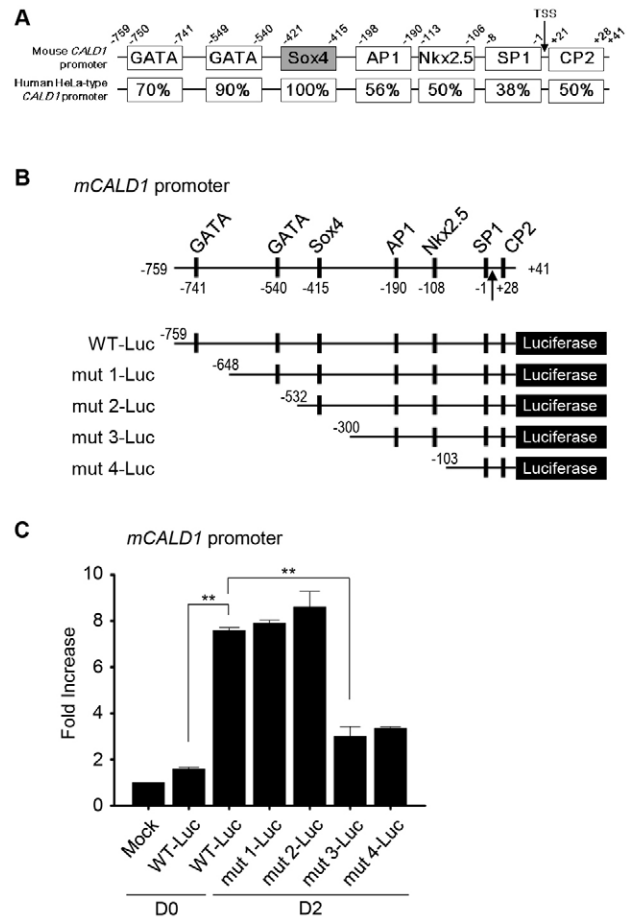 A
TSS
-759 -750 -741 -549 -540 -421 -415 -198 -190 -113 -106 -8 -1 +21 +28 +41
Mouse CALD1 promoter
GATA GATA Sox4 AP1 Nkx2.5 SP1 CP2
Human HeLa-type CALD1 promoter
70% 90% 100% 56% 50% 38% 50%
B
mCALD1 promoter
GATA GATA Sox4 AP1 Nkx2.5 SP1 CP2
-759 +41
-741 -540 -415 -190 -108 -1 +28
WT-Luc -759 Luciferase
mut 1-Luc -648 Luciferase
mut 2-Luc -532 Luciferase
mut 3-Luc -300 Luciferase
mut 4-Luc -103 Luciferase
C
mCALD1 promoter
Fold Increase
10
8
6
4
2
0
** **
Mock WT-Luc WT-Luc mut 1-Luc mut 2-Luc mut 3-Luc mut 4-Luc
D0 D2